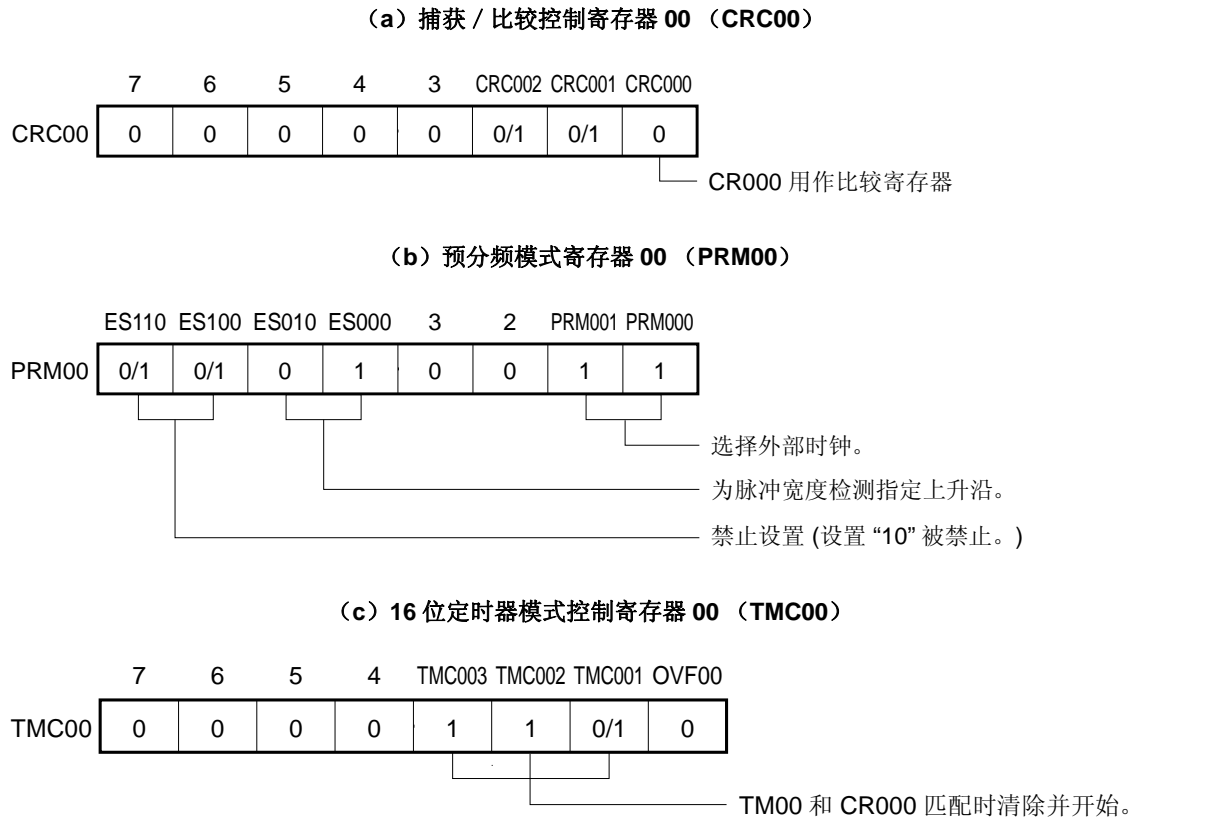 （a）捕获 / 比较控制寄存器 00 （CRC00）
7 6 5 4 3 CRC002 CRC001 CRC000
CRC00 0 0 0 0 0 0/1 0/1 0
CR000 用作比较寄存器
（b）预分频模式寄存器 00 （PRM00）
ES110 ES100 ES010 ES000 3 2 PRM001 PRM000
PRM00 0/1 0/1 0 1 0 0 1 1
选择外部时钟。
为脉冲宽度检测指定上升沿。
禁止设置 (设置 “10” 被禁止。)
（c）16 位定时器模式控制寄存器 00 （TMC00）
7 6 5 4 TMC003 TMC002 TMC001 OVF00
TMC00 0 0 0 0 1 1 0/1 0
TM00 和 CR000 匹配时清除并开始。